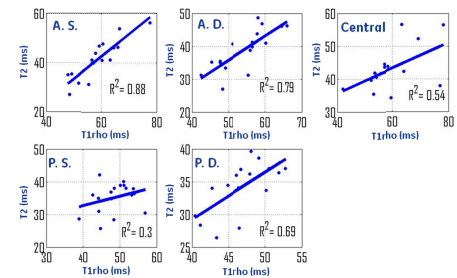 A. S.
T2 (ms)
60
40
20
R²= 0.88
40
60
80
T1rho (ms)
A. D.
T2 (ms)
50
40
30
20
R²= 0.79
40
50
60
70
T1rho (ms)
Central
T2 (ms)
60
50
40
30
R²= 0.54
40
60
80
T1rho (ms)
P. S.
T2 (ms)
50
40
30
20
R²= 0.3
30
40
50
60
T1rho (ms)
P. D.
T2 (ms)
40
35
30
25
R²= 0.69
40
45
50
55
T1rho (ms)